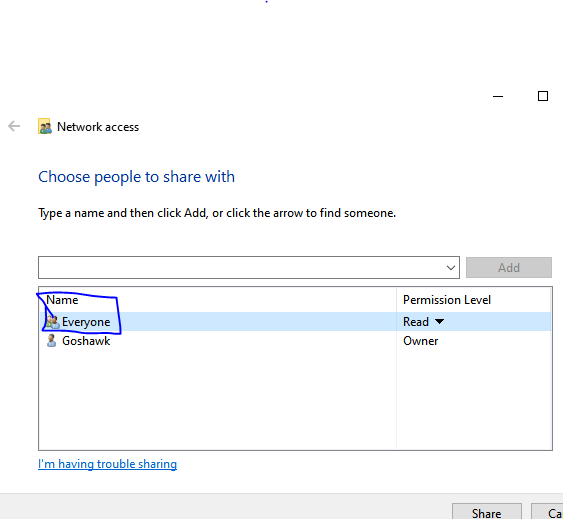 Network access
Choose people to share with
Type a name and then click Add, or click the arrow to find someone.
Add
Name Permission Level
Everyone Read
Goshawk Owner
I'm having trouble sharing
Share Ca